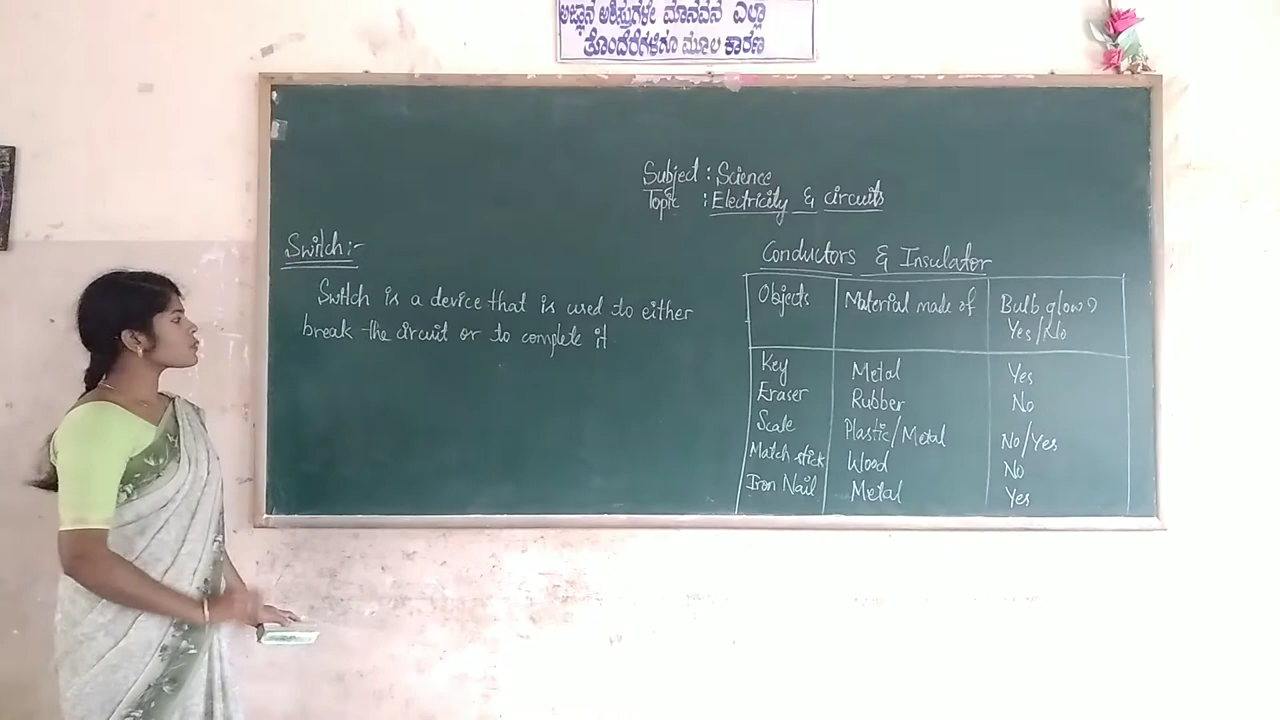 ಅಜ್ಞಾನ ಅಶಿಸ್ತುಗಳೇ ಮಾನವನ ಎಲ್ಲಾ
ತೊಂದರೆಗಳಿಗೂ ಮೂಲ ಕಾರಣ
Subject : Science
Topic : Electricity & circuits
Switch:-
Switch is a device that is used to either
break the circuit or to complete it
Conductors & Insulator
Objects Material made of Bulb glow?
Yes/No
Key Metal Yes
Eraser Rubber No
Scale Plastic/Metal No/Yes
Match stick Wood No
Iron Nail Metal Yes